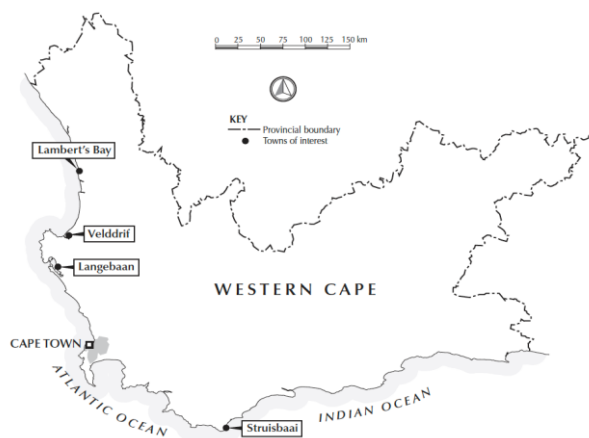 0 25 50 75 100 125 150 km
KEY
Provincial boundary
Towns of interest
Lambert's Bay
Velddrif
Langebaan
WESTERN CAPE
CAPE TOWN
ATLANTIC OCEAN
INDIAN OCEAN
Struisbaai